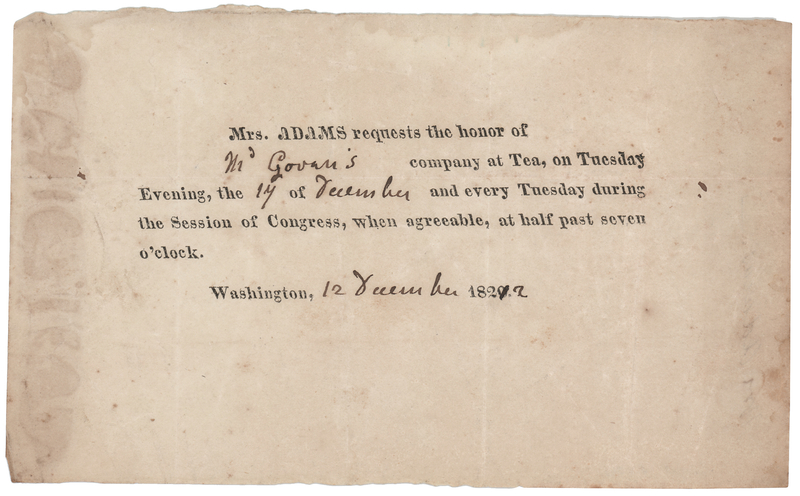 Mrs. ADAMS requests the honor of
Mr Govan's company at Tea, on Tuesday
Evening, the 17 of December and every Tuesday during
the Session of Congress, when agreeable, at half past seven
o'clock.
Washington, 12 December 1822